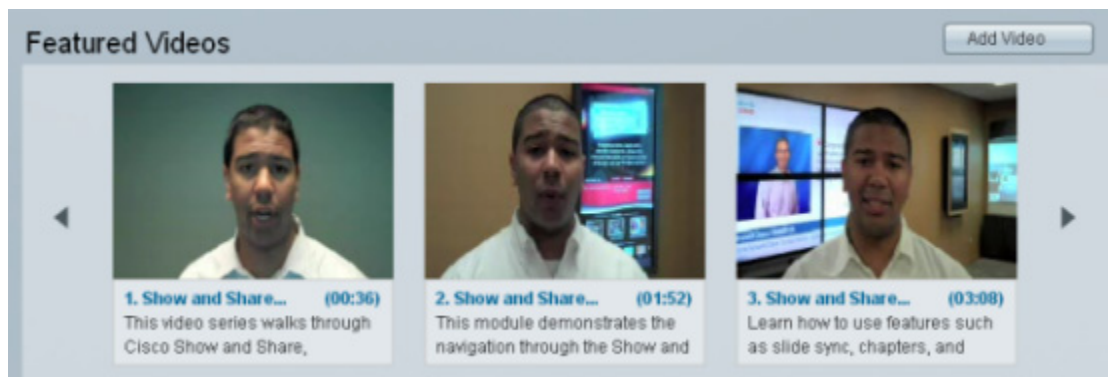 Featured Videos
Add Video
1. Show and Share... (00:36)
This video series walks through
Cisco Show and Share,
2. Show and Share... (01:52)
This module demonstrates the
navigation through the Show and
3. Show and Share... (03:08)
Learn how to use features such
as slide sync, chapters, and